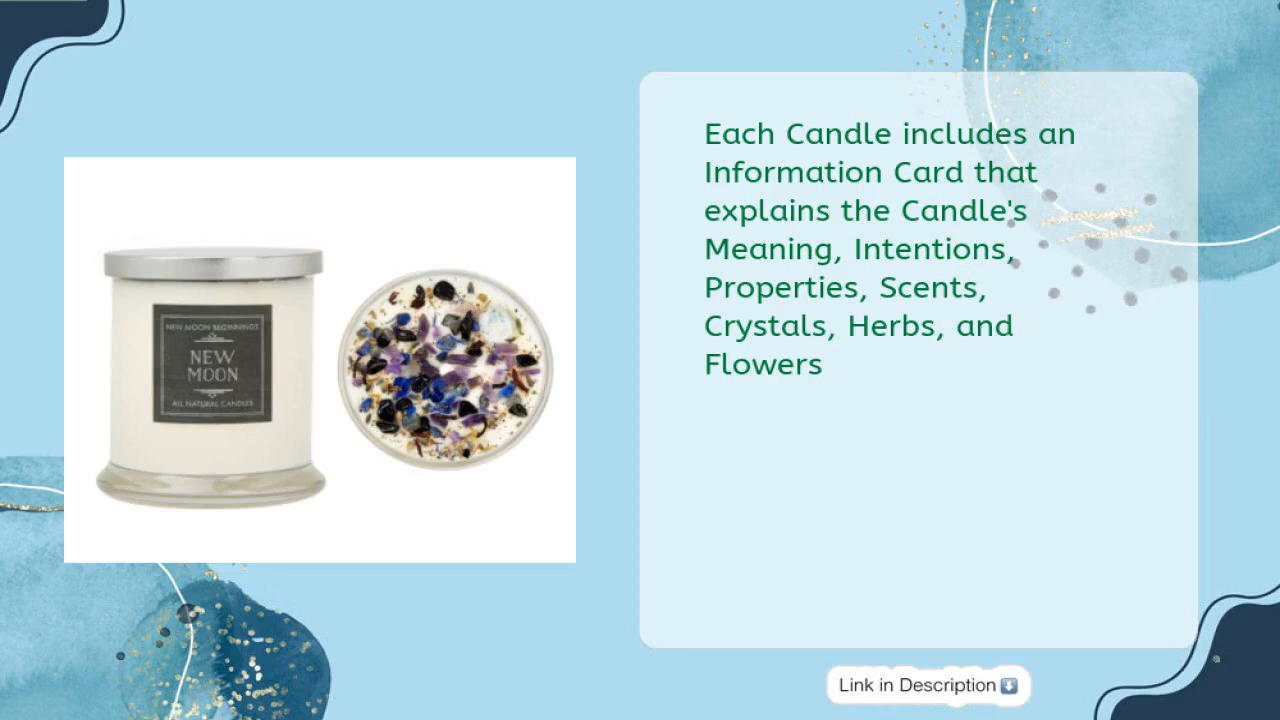 NEW MOON BEGINNINGS
NEW
MOON
ALL NATURAL CANDLES
Each Candle includes an
Information Card that
explains the Candle's
Meaning, Intentions,
Properties, Scents,
Crystals, Herbs, and
Flowers
Link in Description⬇️